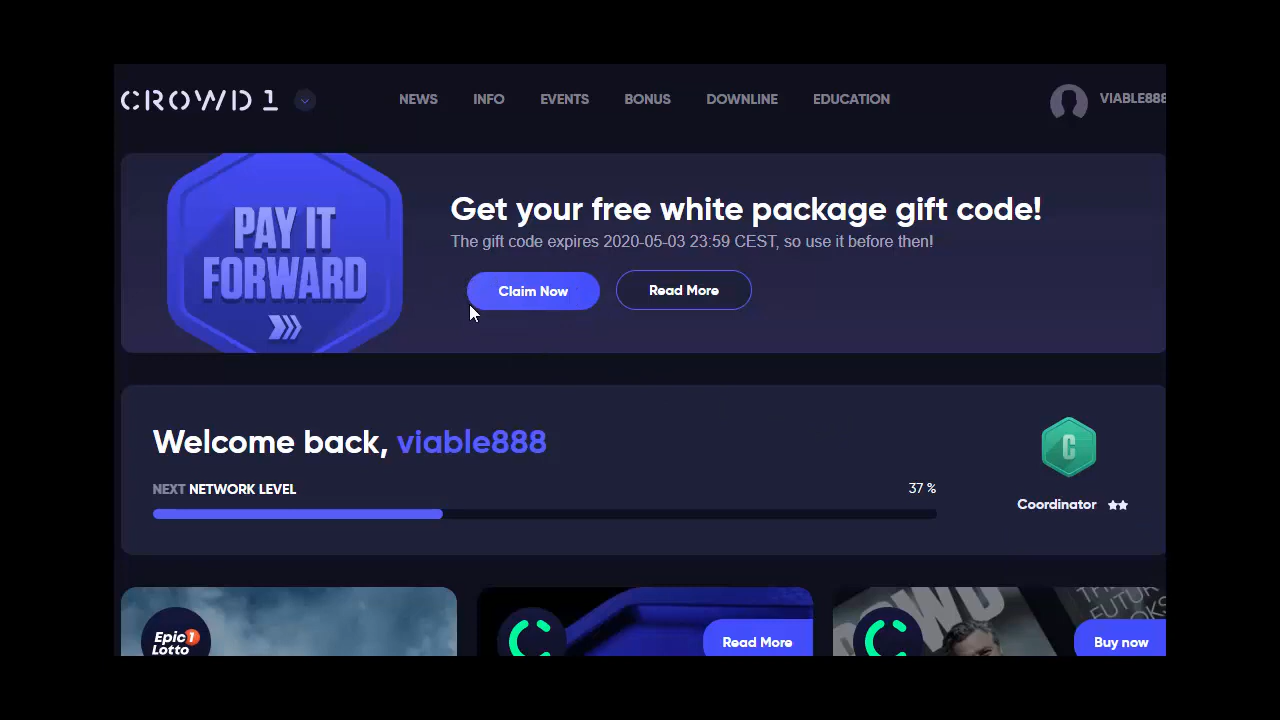 CROWD 1
NEWS INFO EVENTS BONUS DOWNLINE EDUCATION
VIABLE888
PAY IT
FORWARD
Get your free white package gift code!
The gift code expires 2020-05-03 23:59 CEST, so use it before then!
Claim Now Read More
Welcome back, viable888
NEXT NETWORK LEVEL 37 %
C
Coordinator
Epic1
Lotto
Read More
Buy now